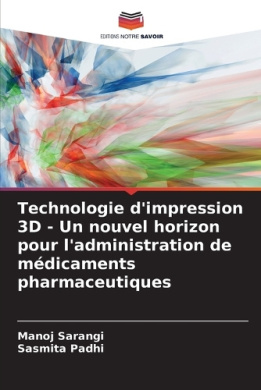 EDITIONS NOTRE SAVOIR
Technologie d'impression
3D - Un nouvel horizon
pour l'administration de
médicaments
pharmaceutiques
Manoj Sarangi
Sasmita Padhi